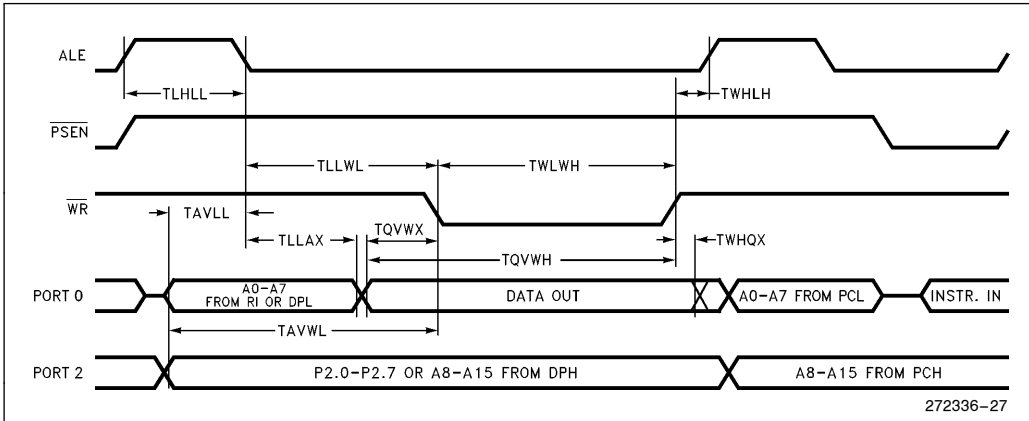 ALE
TLHLL
TWHLH
PSEN
TLLWL
TWLWH
WR
TAVLL
TQVWX
TLLAX
TWHQX
TQVWH
PORT 0
A0-A7
FROM RI OR DPL
DATA OUT
A0-A7 FROM PCL
INSTR. IN
TAVWL
PORT 2
P2.0-P2.7 OR A8-A15 FROM DPH
A8-A15 FROM PCH
272336-27